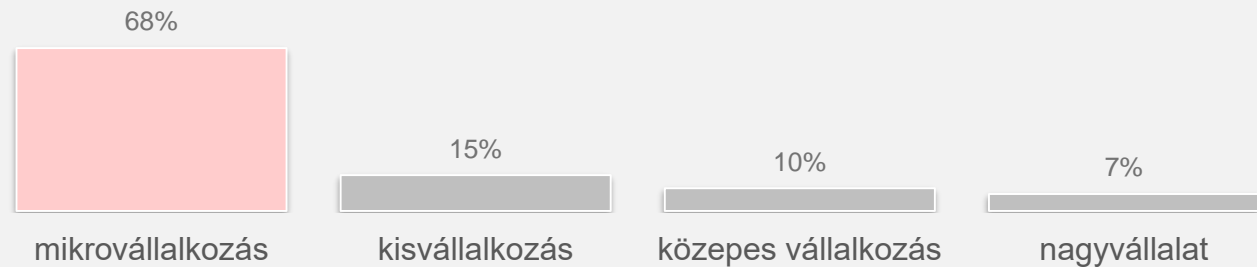 68%
15%
10%
7%
mikrovállalkozás
kisvállalkozás
közepes vállalkozás
nagyvállalat